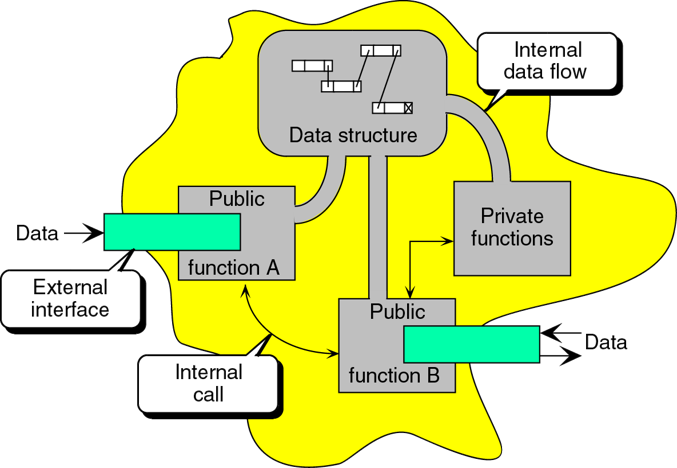 Internal
data flow
Data structure
Public
function A
Data
External
interface
Private
functions
Public
function B
Data
Internal
call